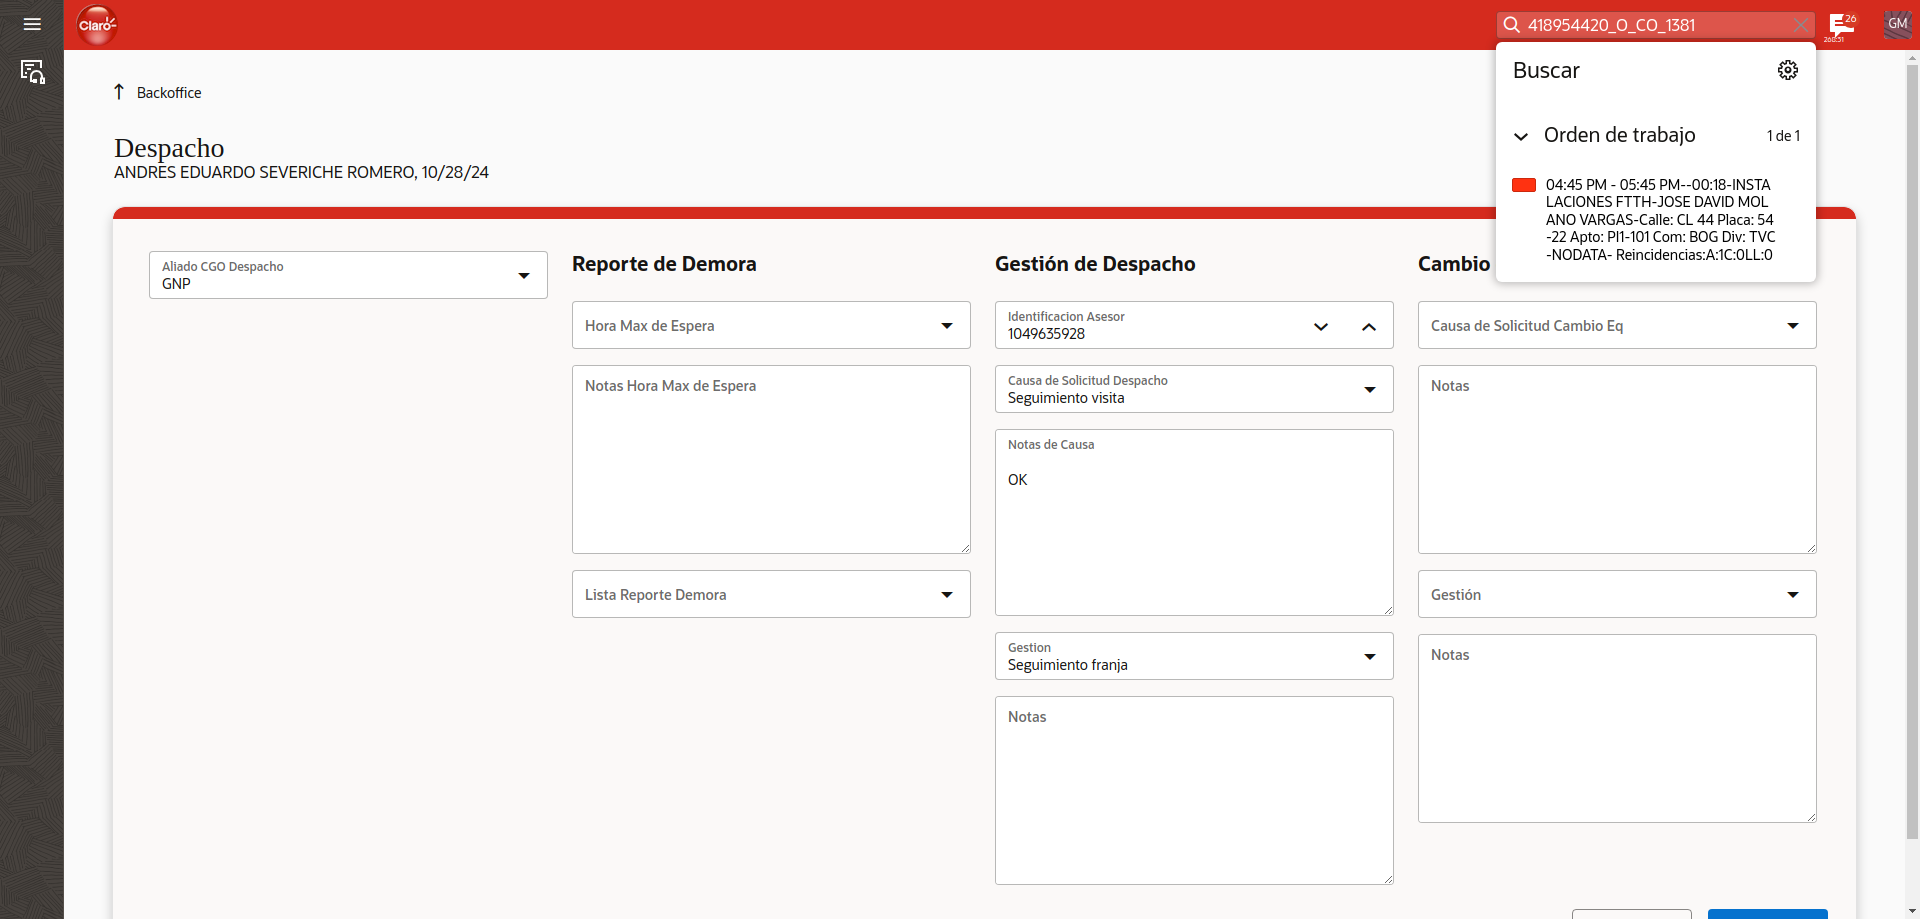 Claro
418954420_O_CO_1381
26
GM
Buscar
Orden de trabajo
1 de 1
04:45 PM - 05:45 PM--00:18-INSTA
LACIONES FTTH-JOSE DAVID MOL
ANO VARGAS-Calle: CL 44 Placa: 54
-22 Apto: PI1-101 Com: BOG Div: TVC
-NODATA- Reincidencias:A:1C:0LL:0
Backoffice
Despacho
ANDRES EDUARDO SEVERICHE ROMERO, 10/28/24
Aliado CGO Despacho
GNP
Reporte de Demora
Hora Max de Espera
Notas Hora Max de Espera
Lista Reporte Demora
Gestión de Despacho
Identificacion Asesor
1049635928
Causa de Solicitud Despacho
Seguimiento visita
Notas de Causa
OK
Gestion
Seguimiento franja
Notas
Cambio
Causa de Solicitud Cambio Eq
Notas
Gestión
Notas